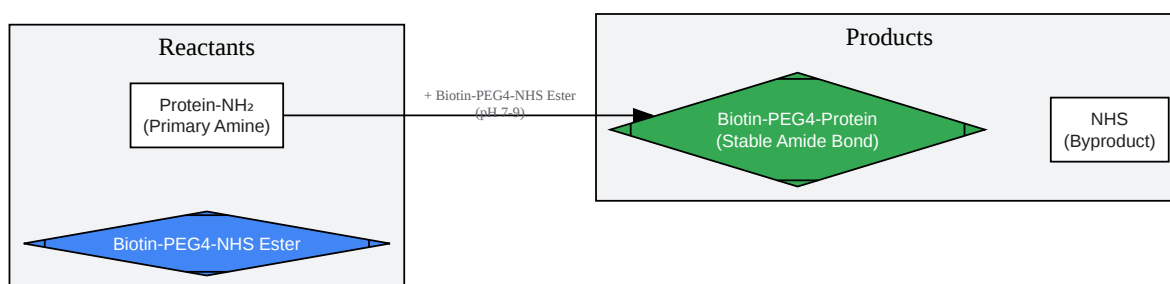 Reactants
Protein-NH₂
(Primary Amine)
Biotin-PEG4-NHS Ester
+ Biotin-PEG4-NHS Ester
(pH 7-9)
Products
Biotin-PEG4-Protein
(Stable Amide Bond)
NHS
(Byproduct)